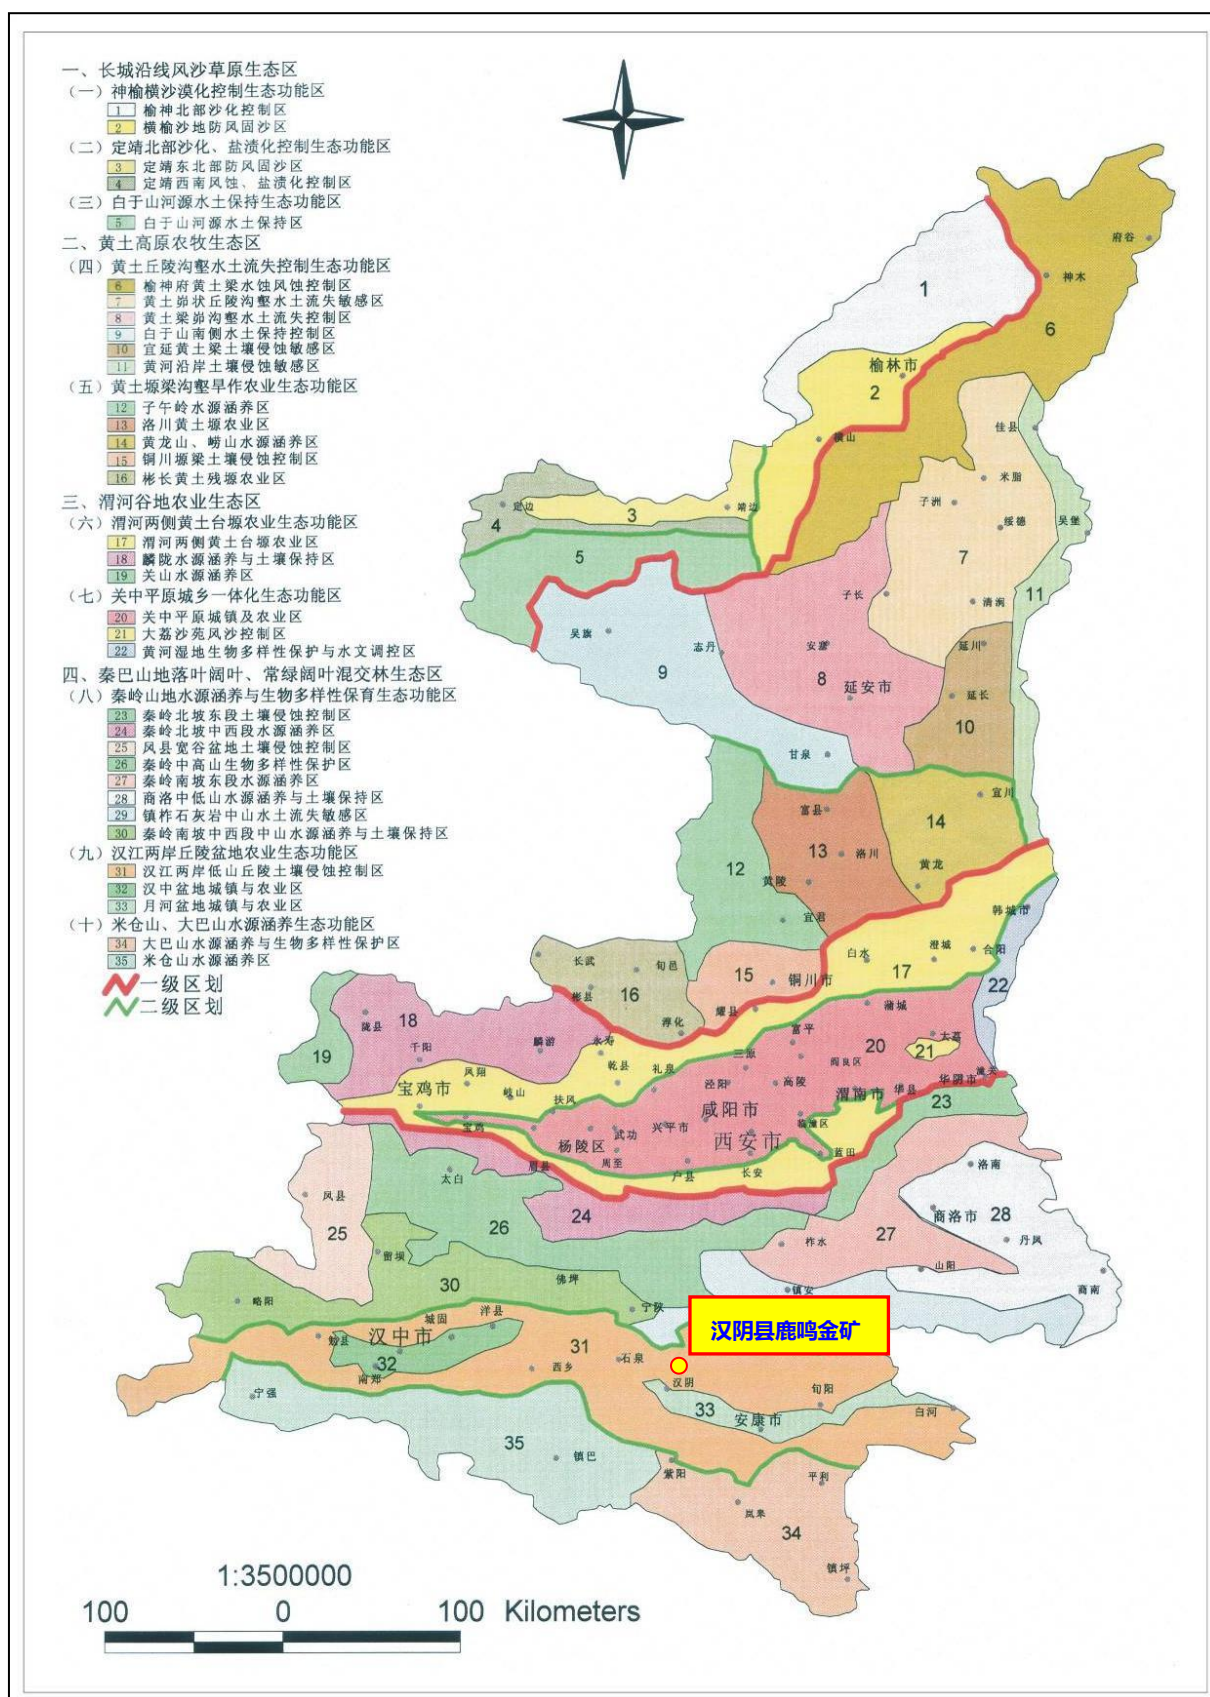 一、长城沿线风沙草原生态区
(一)神榆横沙漠化控制生态功能区
1 榆神北部沙化控制区
2 横榆沙地防风固沙区
(二)定靖北部沙化、盐渍化控制生态功能区
3 定靖东北部防风固沙区
4 定靖西南风蚀、盐渍化控制区
(三)白于山河源水土保持生态功能区
5 白于山河源水土保持区
二、黄土高原农牧生态区
(四)黄土丘陵沟壑水土流失控制生态功能区
6 榆神府黄土梁水蚀风蚀控制区
7 黄土峁状丘陵沟壑水土流失敏感区
8 黄土梁峁沟壑水土流失控制区
9 白于山南侧水土保持控制区
10 宜延黄土梁土壤侵蚀敏感区
11 黄河沿岸土壤侵蚀敏感区
(五)黄土塬梁沟壑旱作农业生态功能区
12 子午岭水源涵养区
13 洛川黄土塬农业区
14 黄龙山、崂山水源涵养区
15 铜川塬梁土壤侵蚀控制区
16 彬长黄土残塬农业区
三、渭河谷地农业生态区
(六)渭河两侧黄土台塬农业生态功能区
17 渭河两侧黄土台塬农业区
18 麟陇水源涵养与土壤保持区
19 关山水源涵养区
(七)关中平原城乡一体化生态功能区
20 关中平原城镇及农业区
21 大荔沙苑风沙控制区
22 黄河湿地生物多样性保护与水文调控区
四、秦巴山地落叶阔叶、常绿阔叶混交林生态区
(八)秦岭山地水源涵养与生物多样性保育生态功能区
23 秦岭北坡东段土壤侵蚀控制区
24 秦岭北坡中西段水源涵养区
25 凤县宽谷盆地土壤侵蚀控制区
26 秦岭中高山生物多样性保护区
27 秦岭南坡东段水源涵养区
28 商洛中低山水源涵养与土壤保持区
29 镇柞石灰岩中山水土流失敏感区
30 秦岭南坡中西段中山水源涵养与土壤保持区
(九)汉江两岸丘陵盆地农业生态功能区
31 汉江两岸低山丘陵土壤侵蚀控制区
32 汉中盆地城镇与农业区
33 月河盆地城镇与农业区
(十)米仓山、大巴山水源涵养生态功能区
34 大巴山水源涵养与生物多样性保护区
35 米仓山水源涵养区
一级区划
二级区划
府谷
神木
1
6
榆林市
2
横山
佳县
米脂
子洲
绥德
吴堡
定边
靖边
3
4
5
7
子长
清涧
11
吴旗
志丹
安塞
延川
9
8
延安市
延长
10
甘泉
宜川
富县
14
12
13
洛川
黄陵
黄龙
宜君
韩城市
白水
澄城
合阳
长武
旬邑
15
铜川市
17
22
彬县
16
耀县
淳化
蒲城
陇县
18
富平
大荔
19
千阳
麟游
永寿
乾县
礼泉
三原
阎良区
20
21
凤翔
泾阳
高陵
华阴市
潼关
宝鸡市
岐山
扶风
咸阳市
渭南市
华县
23
宝鸡
兴平市
临潼区
杨陵区
武功
西安市
周至
蓝田
眉县
户县
长安
太白
洛南
凤县
24
商洛市
28
25
26
27
丹凤
柞水
留坝
山阳
30
佛坪
镇安
商南
略阳
宁陕
城固
洋县
汉阴县鹿鸣金矿
勉县
汉中市
31
石泉
32
西乡
南郑
汉阴
旬阳
宁强
33
安康市
白河
35
镇巴
紫阳
平利
岚皋
34
镇坪
1:3500000
100 0 100 Kilometers